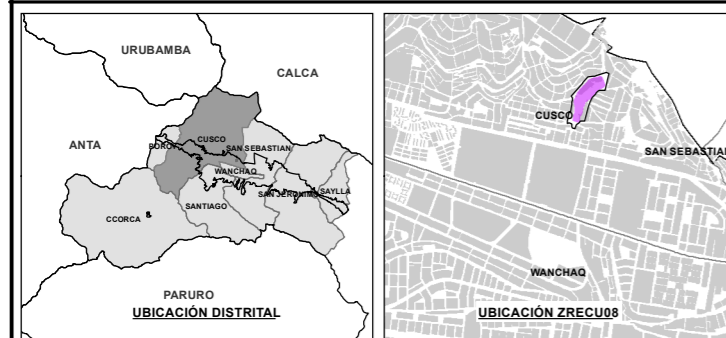 URUBAMBA
CALCA
ANTA
POROY
CUSCO
SAN SEBASTIAN
WANCHAQ
CCORCA
SANTIAGO
SAN JERONIMO
SAYLLA
PARURO
UBICACIÓN DISTRITAL
CUSCO
SAN SEBASTIAN
WANCHAQ
UBICACIÓN ZRECU08